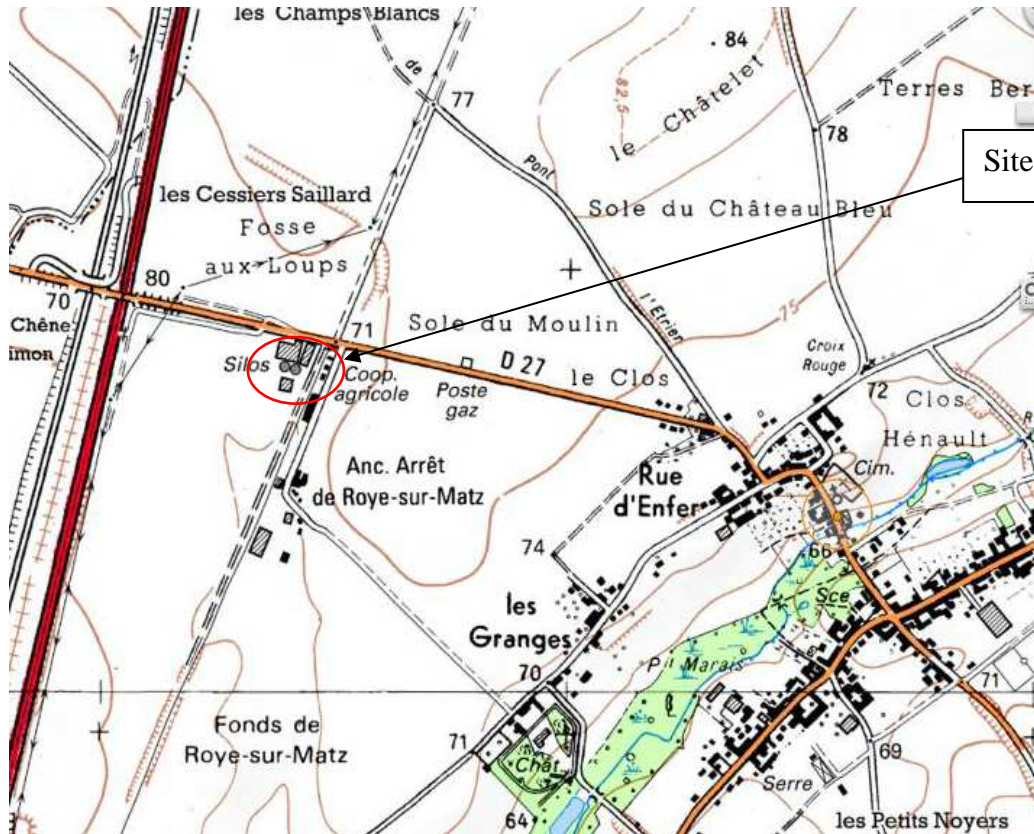 les Champs Blancs
de
84
82,5
le Châtelet
Terres Ber
77
78
Pont
Site
les Cessiers Saillard
Fosse
aux Loups
Sole du Château Bleu
80
70
75
l'Etrier
Chêne
imon
71
Sole du Moulin
Silos
Coop.
agricole
D 27
Poste
gaz
le Clos
Croix
Rouge
72
Clos
Hénault
R
Cim.
Anc. Arrêt
de Roye-sur-Matz
Rue
d'Enfer
74
66
Sce
les
Granges
Pit Marais
70
71
Fonds de
Roye-sur-Matz
71
Chât.
69
Serre
64
les Petits Noyers